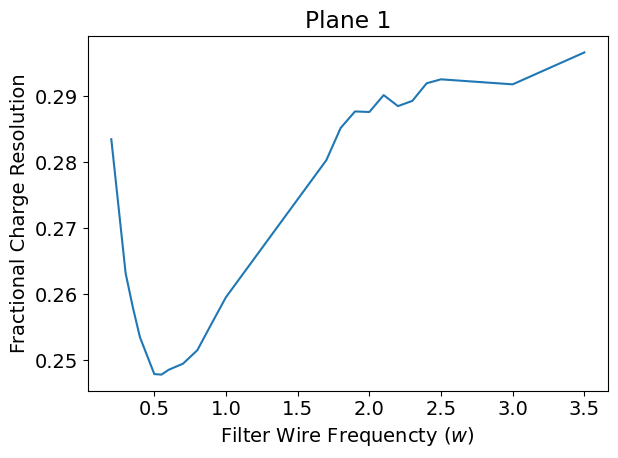 Plane 1
Fractional Charge Resolution
0.29
0.28
0.27
0.26
0.25
0.5 1.0 1.5 2.0 2.5 3.0 3.5
Filter Wire Frequencty (w)